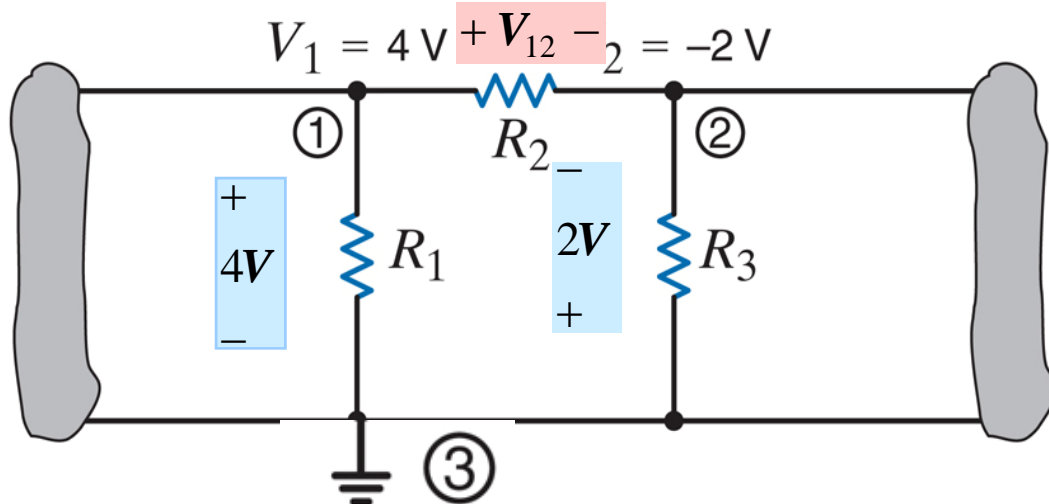 V₁ = 4 V + V₁₂ − ₂ = −2 V
① R₂ ②
+ 4V −
R₁
− 2V +
R₃
③